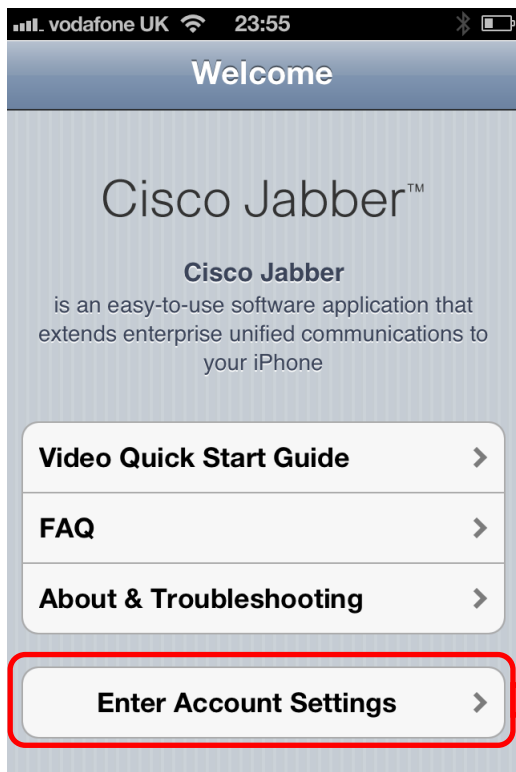 vodafone UK 23:55
Welcome
Cisco Jabber™
Cisco Jabber
is an easy-to-use software application that
extends enterprise unified communications to
your iPhone
Video Quick Start Guide
FAQ
About & Troubleshooting
Enter Account Settings